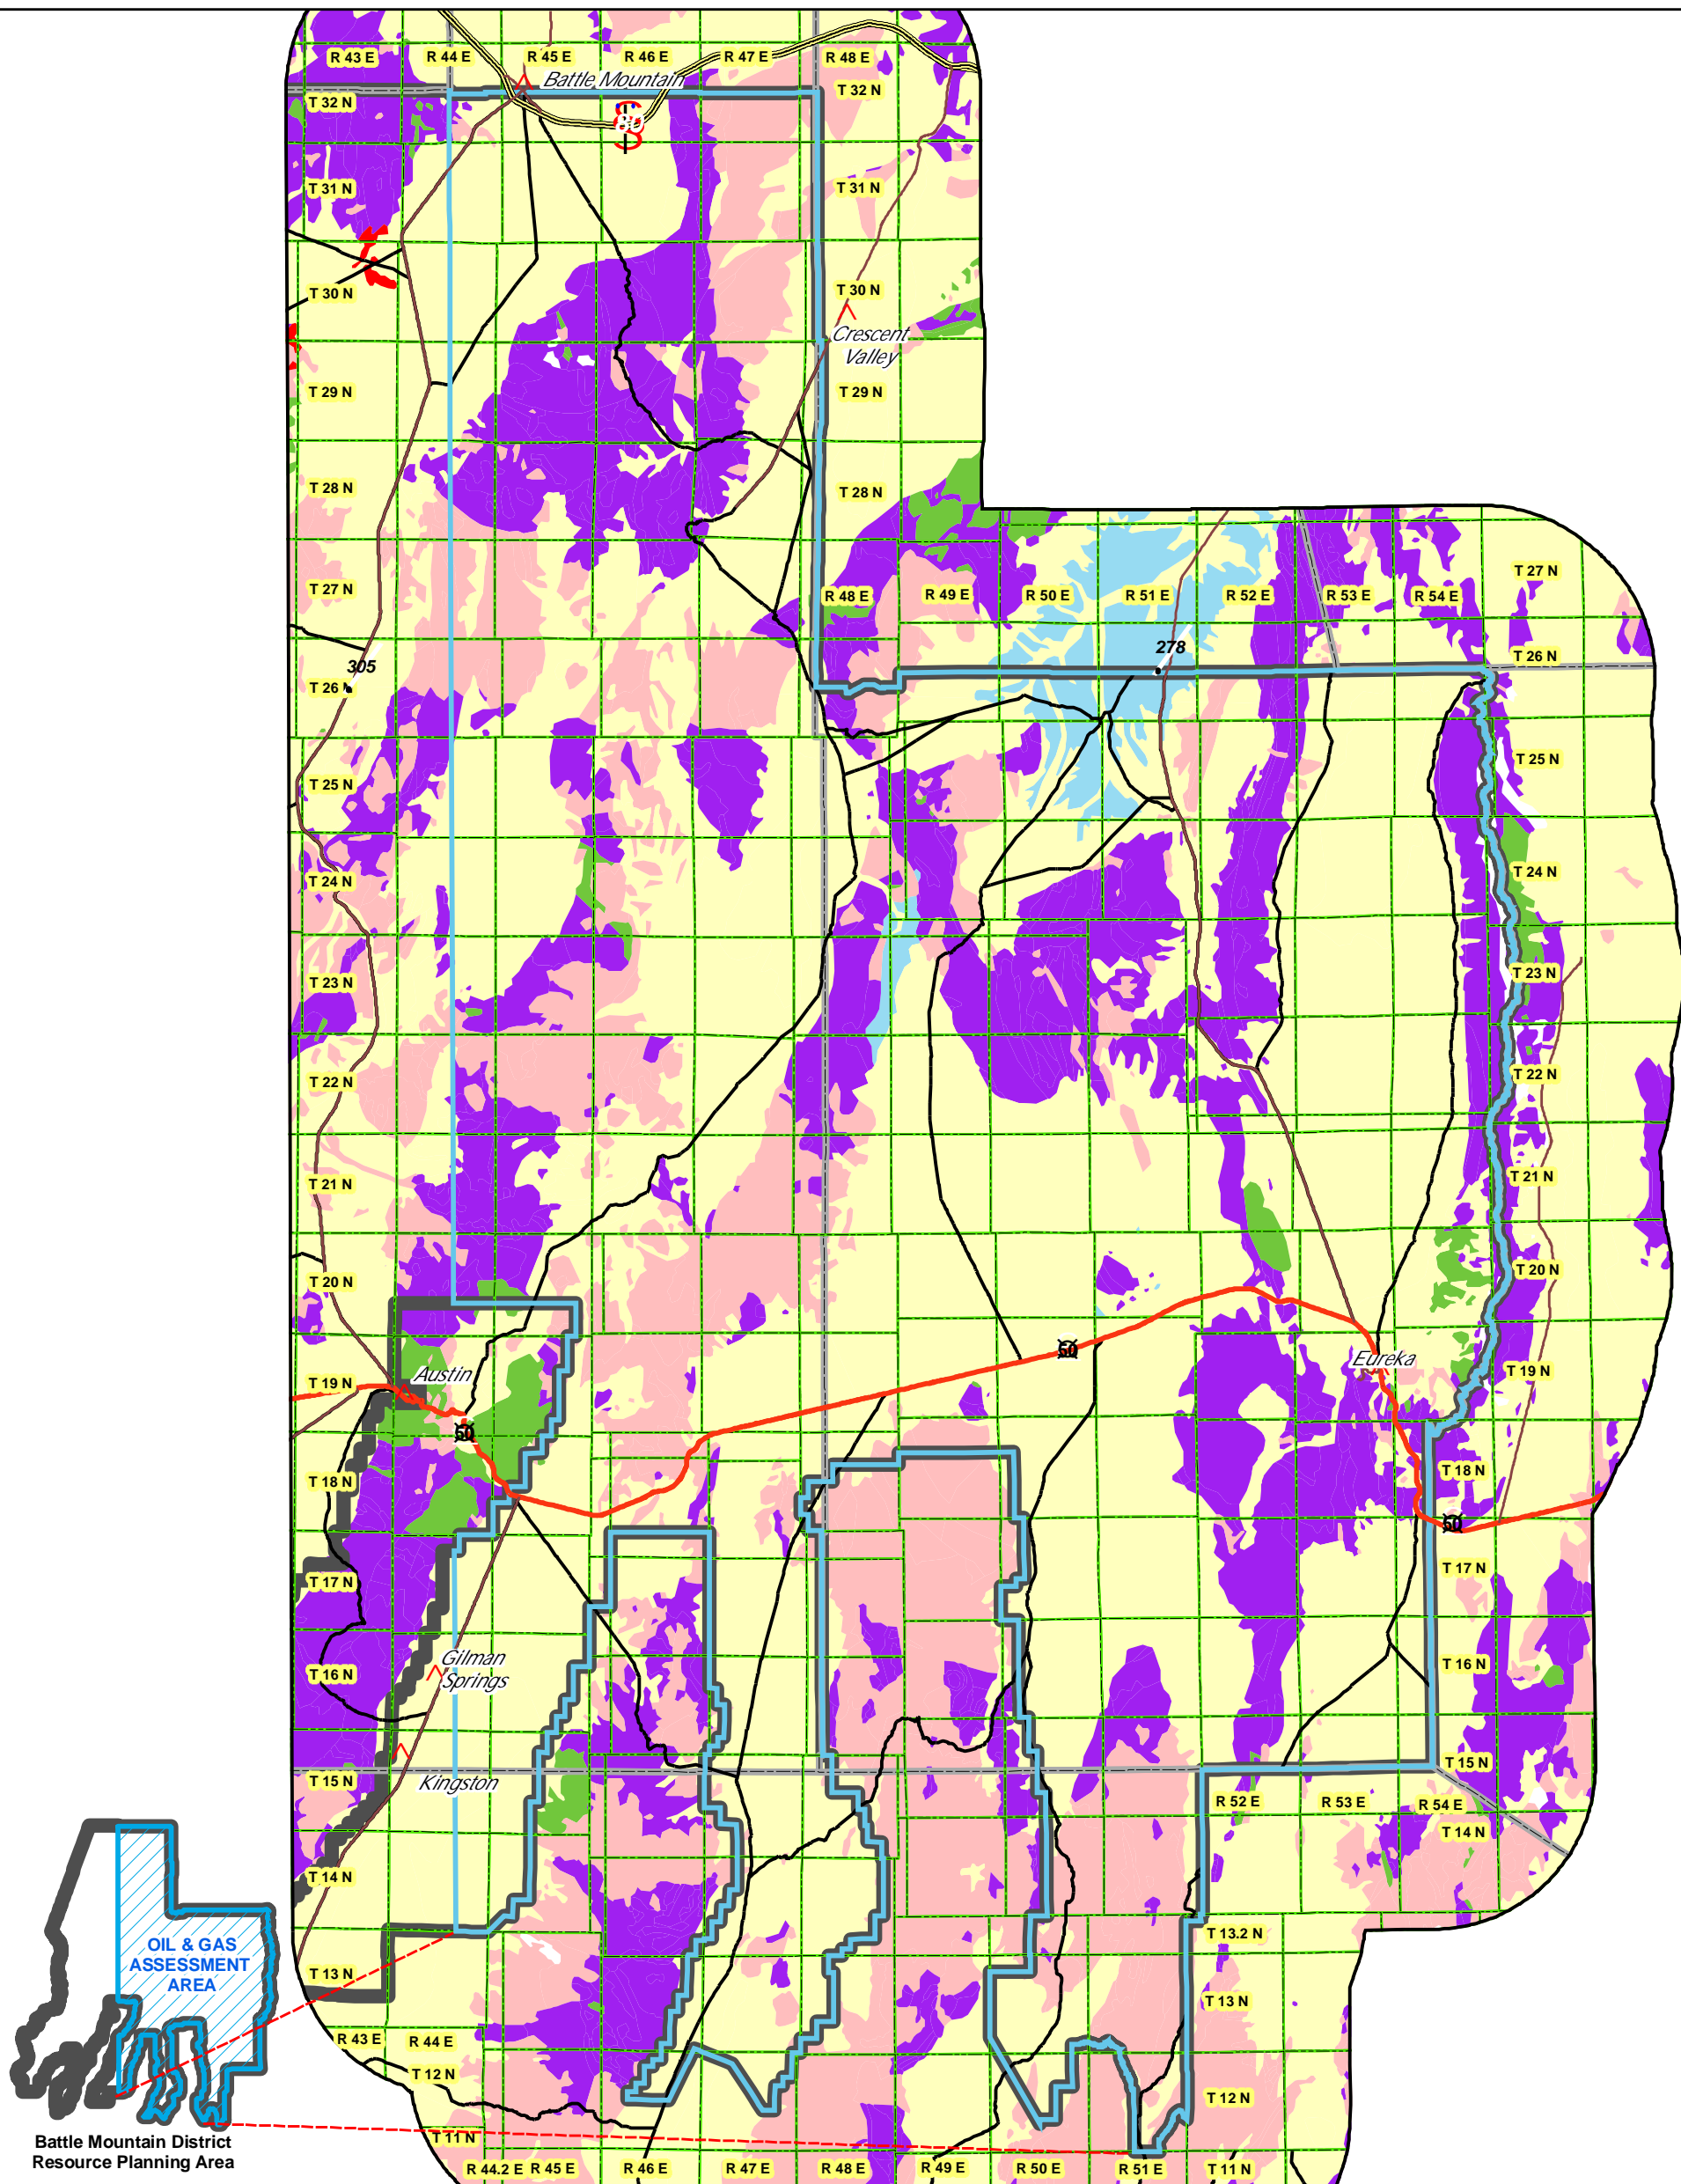 R 43 E R 44 E R 45 E R 46 E R 47 E R 48 E
Battle Mountain
T 32 N T 32 N
T 31 N T 31 N
T 30 N T 30 N
Crescent
Valley
T 29 N T 29 N
T 28 N T 28 N
T 27 N R 48 E R 49 E R 50 E R 51 E R 52 E R 53 E R 54 E T 27 N
305 278
T 26 N T 26 N
T 25 N T 25 N
T 24 N T 24 N
T 23 N T 23 N
T 22 N T 22 N
T 21 N T 21 N
T 20 N T 20 N
50
Eureka
Austin
T 19 N T 19 N
50
T 18 N T 18 N
50
T 17 N T 17 N
Gilman
Springs
T 16 N T 16 N
Kingston
T 15 N T 15 N
R 52 E R 53 E R 54 E
T 14 N T 14 N
T 13.2 N
OIL & GAS
ASSESSMENT
AREA
T 13 N T 13 N
R 43 E R 44 E
T 12 N T 12 N
Battle Mountain District
Resource Planning Area
T 11 N
R 44.2 E R 45 E R 46 E R 47 E R 48 E R 49 E R 50 E R 51 E T 11 N